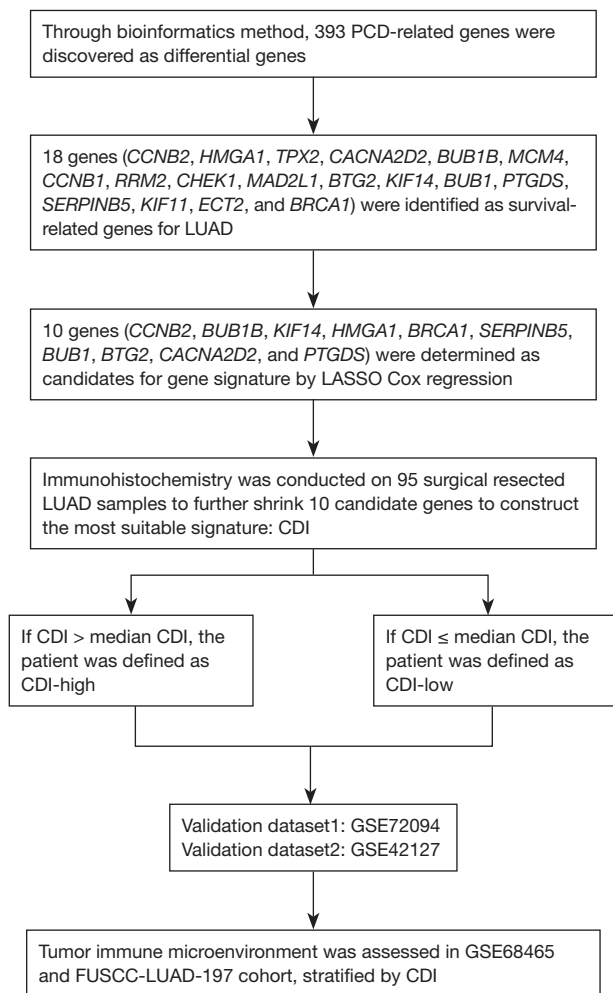 Through bioinformatics method, 393 PCD-related genes were
discovered as differential genes
18 genes (CCNB2, HMGA1, TPX2, CACNA2D2, BUB1B, MCM4,
CCNB1, RRM2, CHEK1, MAD2L1, BTG2, KIF14, BUB1, PTGDS,
SERPINB5, KIF11, ECT2, and BRCA1) were identified as survival-
related genes for LUAD
10 genes (CCNB2, BUB1B, KIF14, HMGA1, BRCA1, SERPINB5,
BUB1, BTG2, CACNA2D2, and PTGDS) were determined as
candidates for gene signature by LASSO Cox regression
Immunohistochemistry was conducted on 95 surgical resected
LUAD samples to further shrink 10 candidate genes to construct
the most suitable signature: CDI
If CDI > median CDI, the
patient was defined as
CDI-high
If CDI ≤ median CDI, the
patient was defined as
CDI-low
Validation dataset1: GSE72094
Validation dataset2: GSE42127
Tumor immune microenvironment was assessed in GSE68465
and FUSCC-LUAD-197 cohort, stratified by CDI